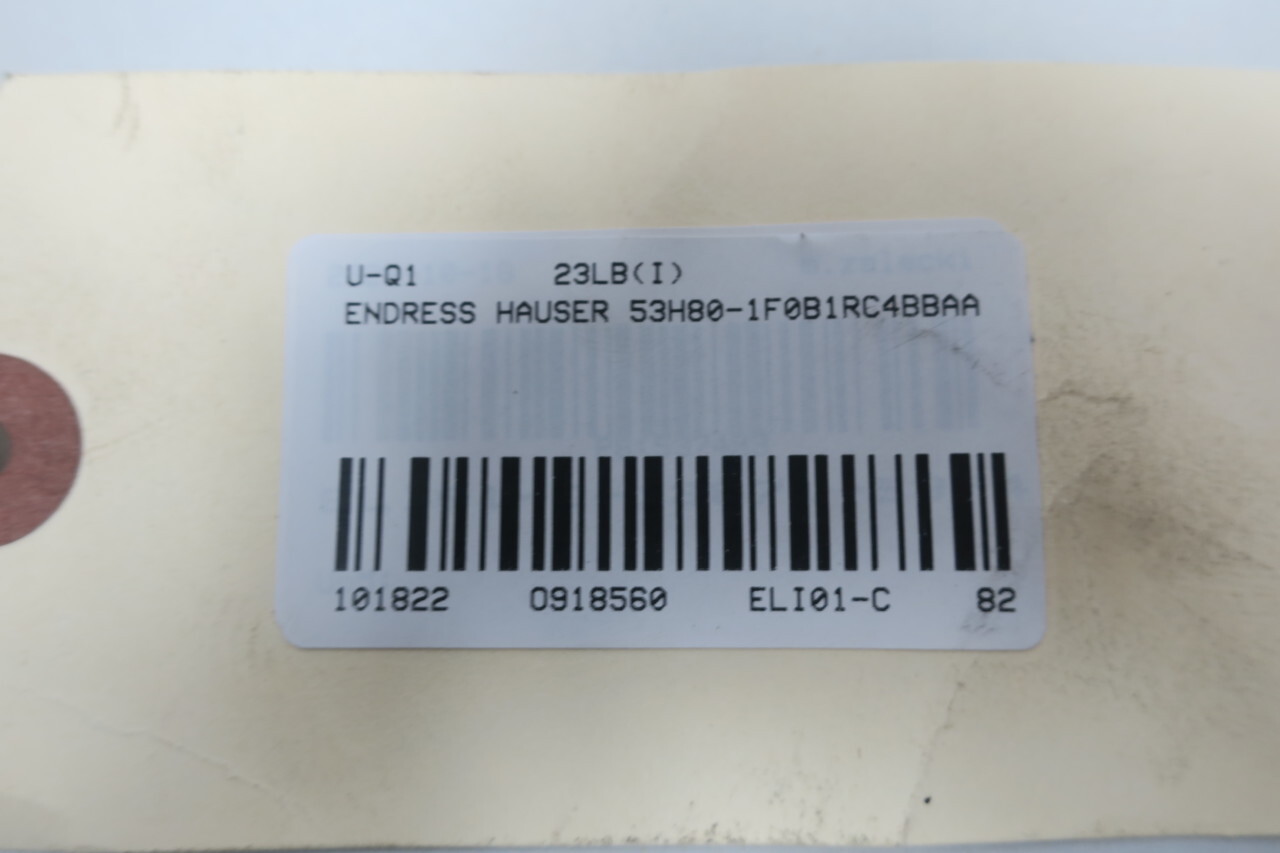 U-Q1 23LB(I)
ENDRESS HAUSER 53H80-1F0B1RC4BBAA
101822 0918560 ELI01-C 82